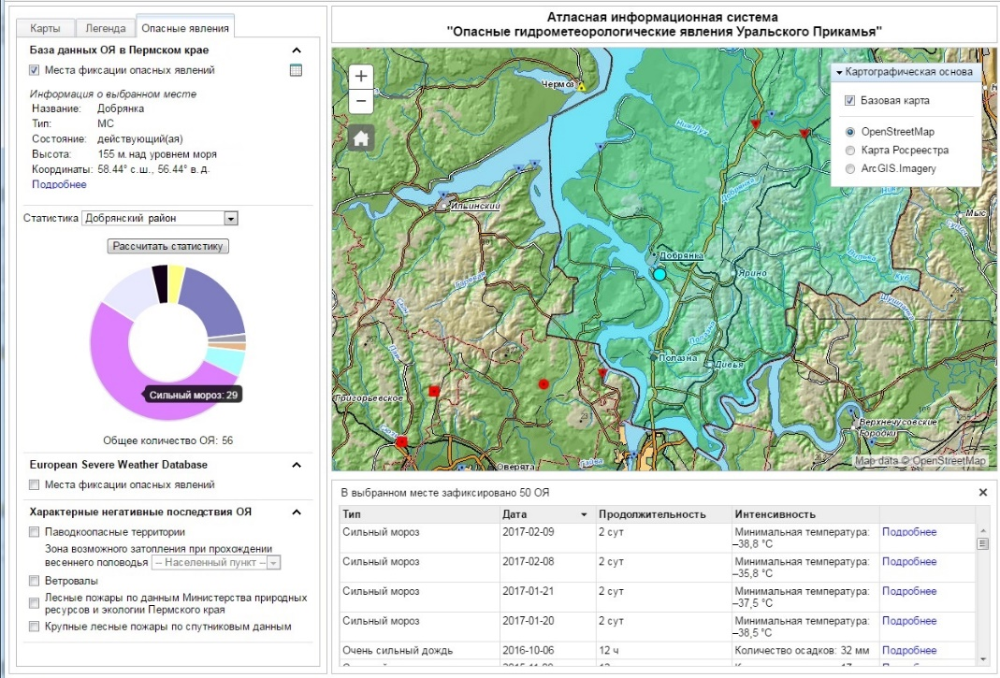 Карты
Легенда
Опасные явления
База данных ОЯ в Пермском крае
Места фиксации опасных явлений
Информация о выбранном месте
Название: Добрянка
Тип: МС
Состояние: действующий(ая)
Высота: 155 м. над уровнем моря
Координаты: 58.44° с.ш., 56.44° в.д.
Подробнее
Статистика Добрянский район
Рассчитать статистику
Сильный мороз: 29
Общее количество ОЯ: 56
European Severe Weather Database
Места фиксации опасных явлений
Характерные негативные последствия ОЯ
Паводкоопасные территории
Зона возможного затопления при прохождении
весеннего половодья -- Населенный пункт --
Ветровалы
Лесные пожары по данным Министерства природных
ресурсов и экологии Пермского края
Крупные лесные пожары по спутниковым данным
Атласная информационная система
"Опасные гидрометеорологические явления Уральского Прикамья"
+
−
Картографическая основа
Базовая карта
OpenStreetMap
Карта Росреестра
ArcGIS.Imagery
Чермоз
Ильинский
Добрянка
Ярино
Полазна
Дивья
Григорьевское
Верхнечусовские
Городки
Оверята
Мыс
Map data © OpenStreetMap
В выбранном месте зафиксировано 50 ОЯ
Тип Дата Продолжительность Интенсивность
Сильный мороз 2017-02-09 2 сут Минимальная температура: Подробнее
–38,8 °C
Сильный мороз 2017-02-08 2 сут Минимальная температура: Подробнее
–35,8 °C
Сильный мороз 2017-01-21 2 сут Минимальная температура: Подробнее
–37,5 °C
Сильный мороз 2017-01-20 2 сут Минимальная температура: Подробнее
–38,5 °C
Очень сильный дождь 2016-10-06 12 ч Количество осадков: 32 мм Подробнее